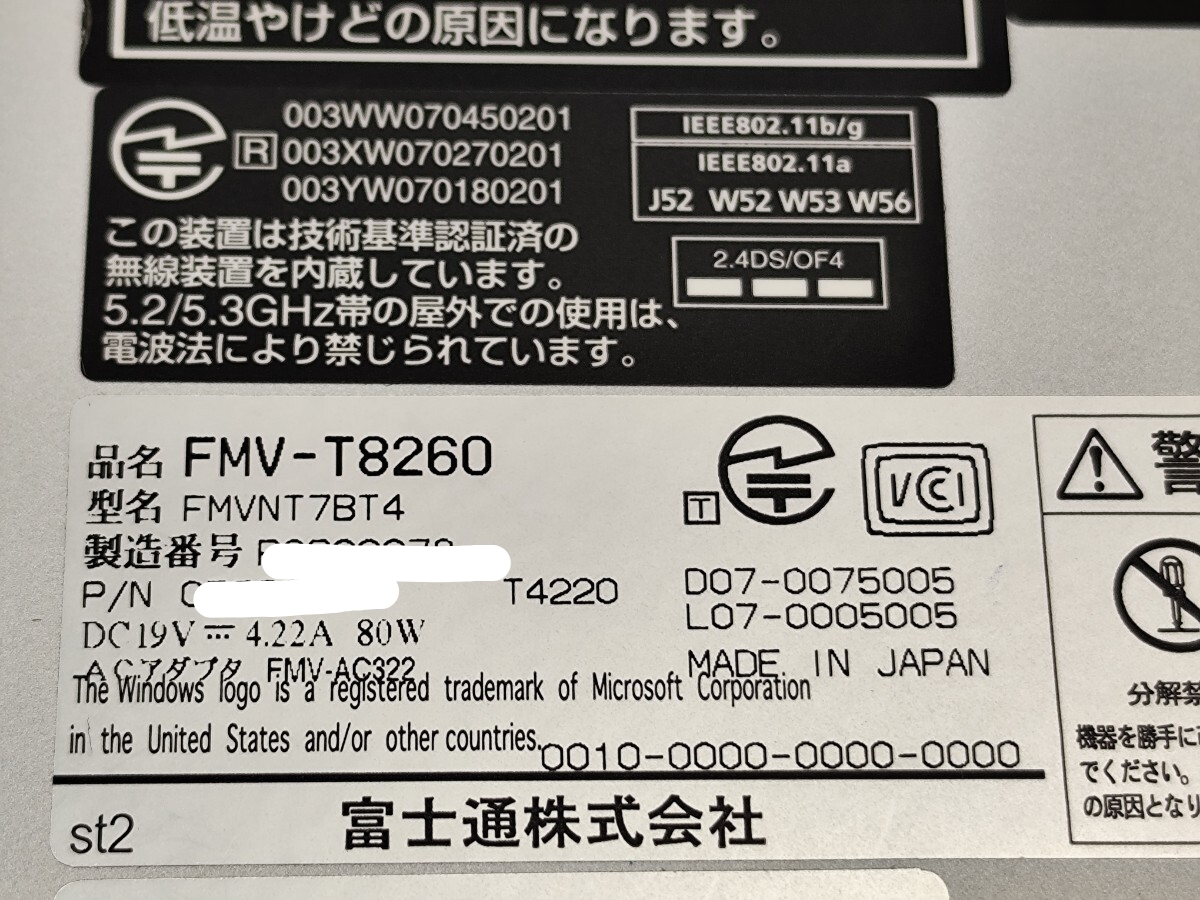 低温やけどの原因になります。
003WW070450201
R 003XW070270201
003YW070180201
この装置は技術基準認証済の
無線装置を内蔵しています。
5.2/5.3GHz帯の屋外での使用は、
電波法により禁じられています。
IEEE802.11b/g
IEEE802.11a
J52 W52 W53 W56
2.4DS/OF4
品名 FMV-T8260
型名 FMVNT7BT4
製造番号
P/N T4220
DC19V 4.22A 80W
ACアダプタ FMV-AC322
The Windows logo is a registered trademark of Microsoft Corporation
in the United States and/or other countries.
0010-0000-0000-0000
T
VCI
D07-0075005
L07-0005005
MADE IN JAPAN
st2
富士通株式会社
分解禁
機器を勝手に
でください。
の原因となり